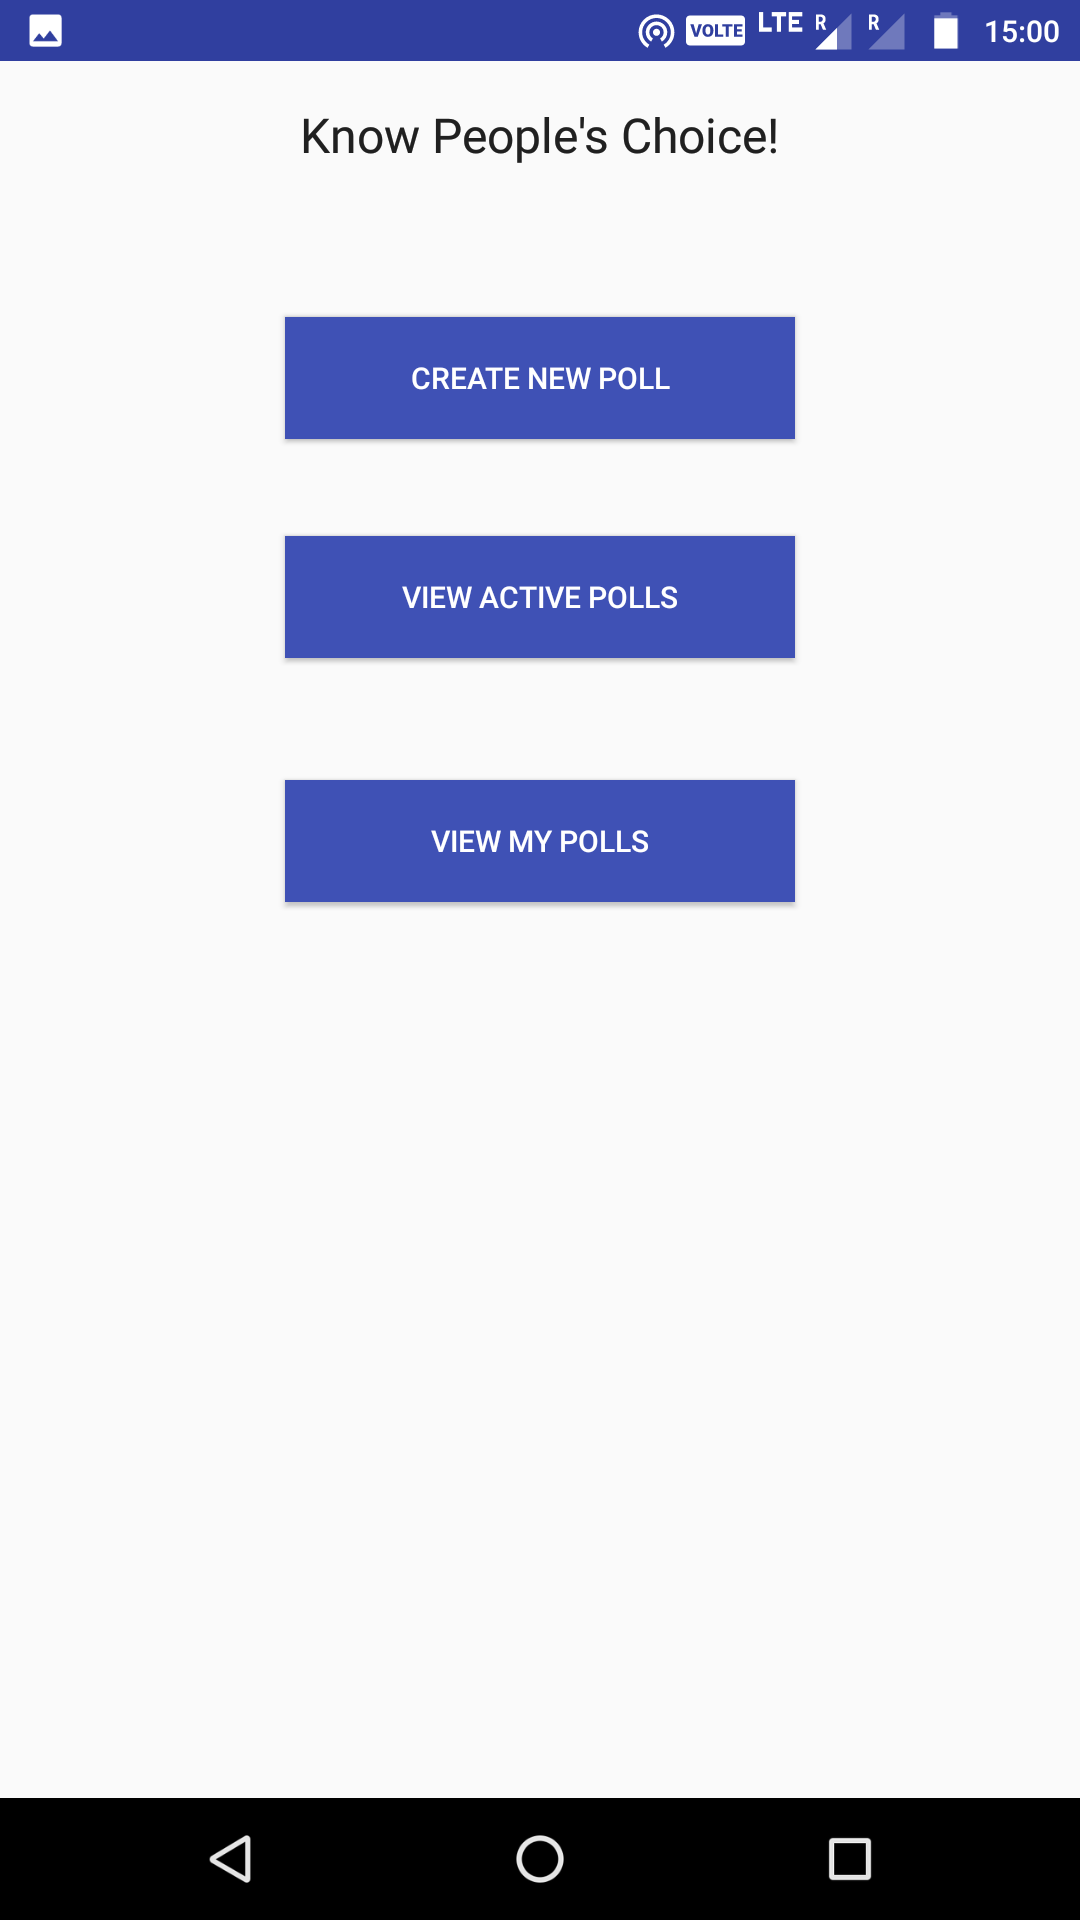 VOLTE LTE R R 15:00
Know People's Choice!
CREATE NEW POLL
VIEW ACTIVE POLLS
VIEW MY POLLS